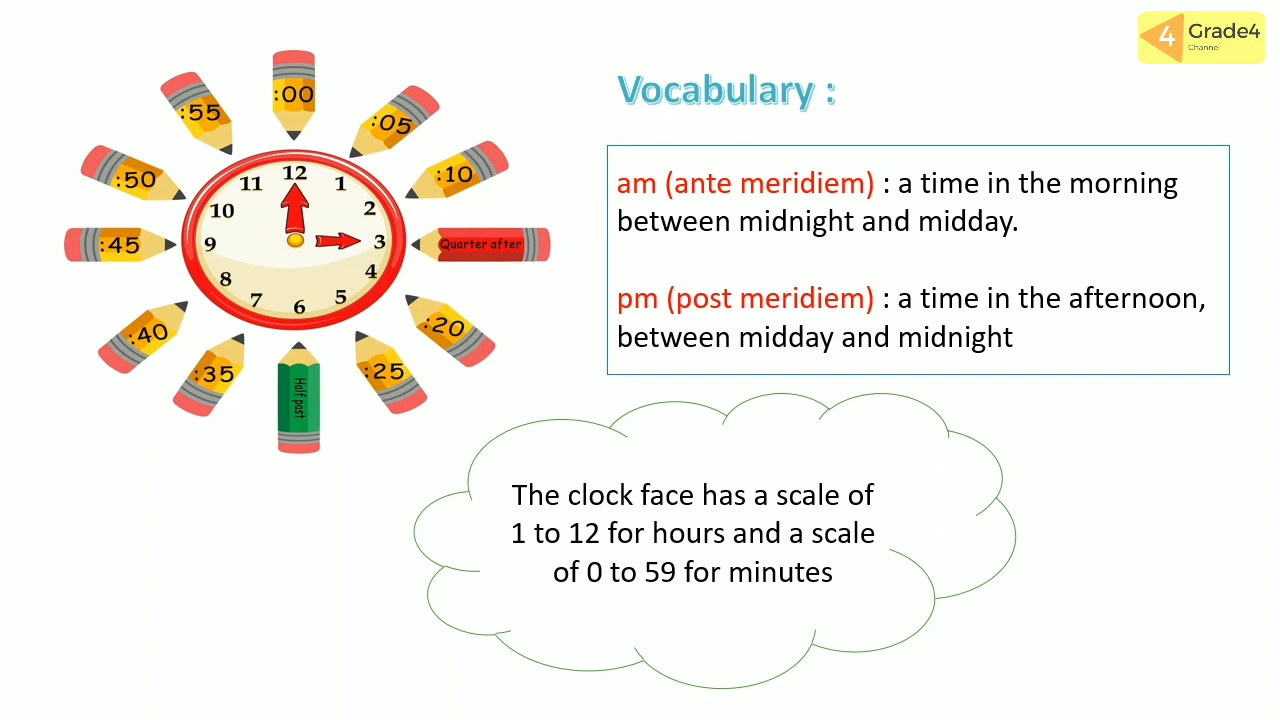 4
Grade4
Channel
Vocabulary :
am (ante meridiem) : a time in the morning
between midnight and midday.
pm (post meridiem) : a time in the afternoon,
between midday and midnight
:00
:05
:10
Quarter after
:20
:25
Half past
:35
:40
:45
:50
:55
12
1
2
3
4
5
6
7
8
9
10
11
The clock face has a scale of
1 to 12 for hours and a scale
of 0 to 59 for minutes